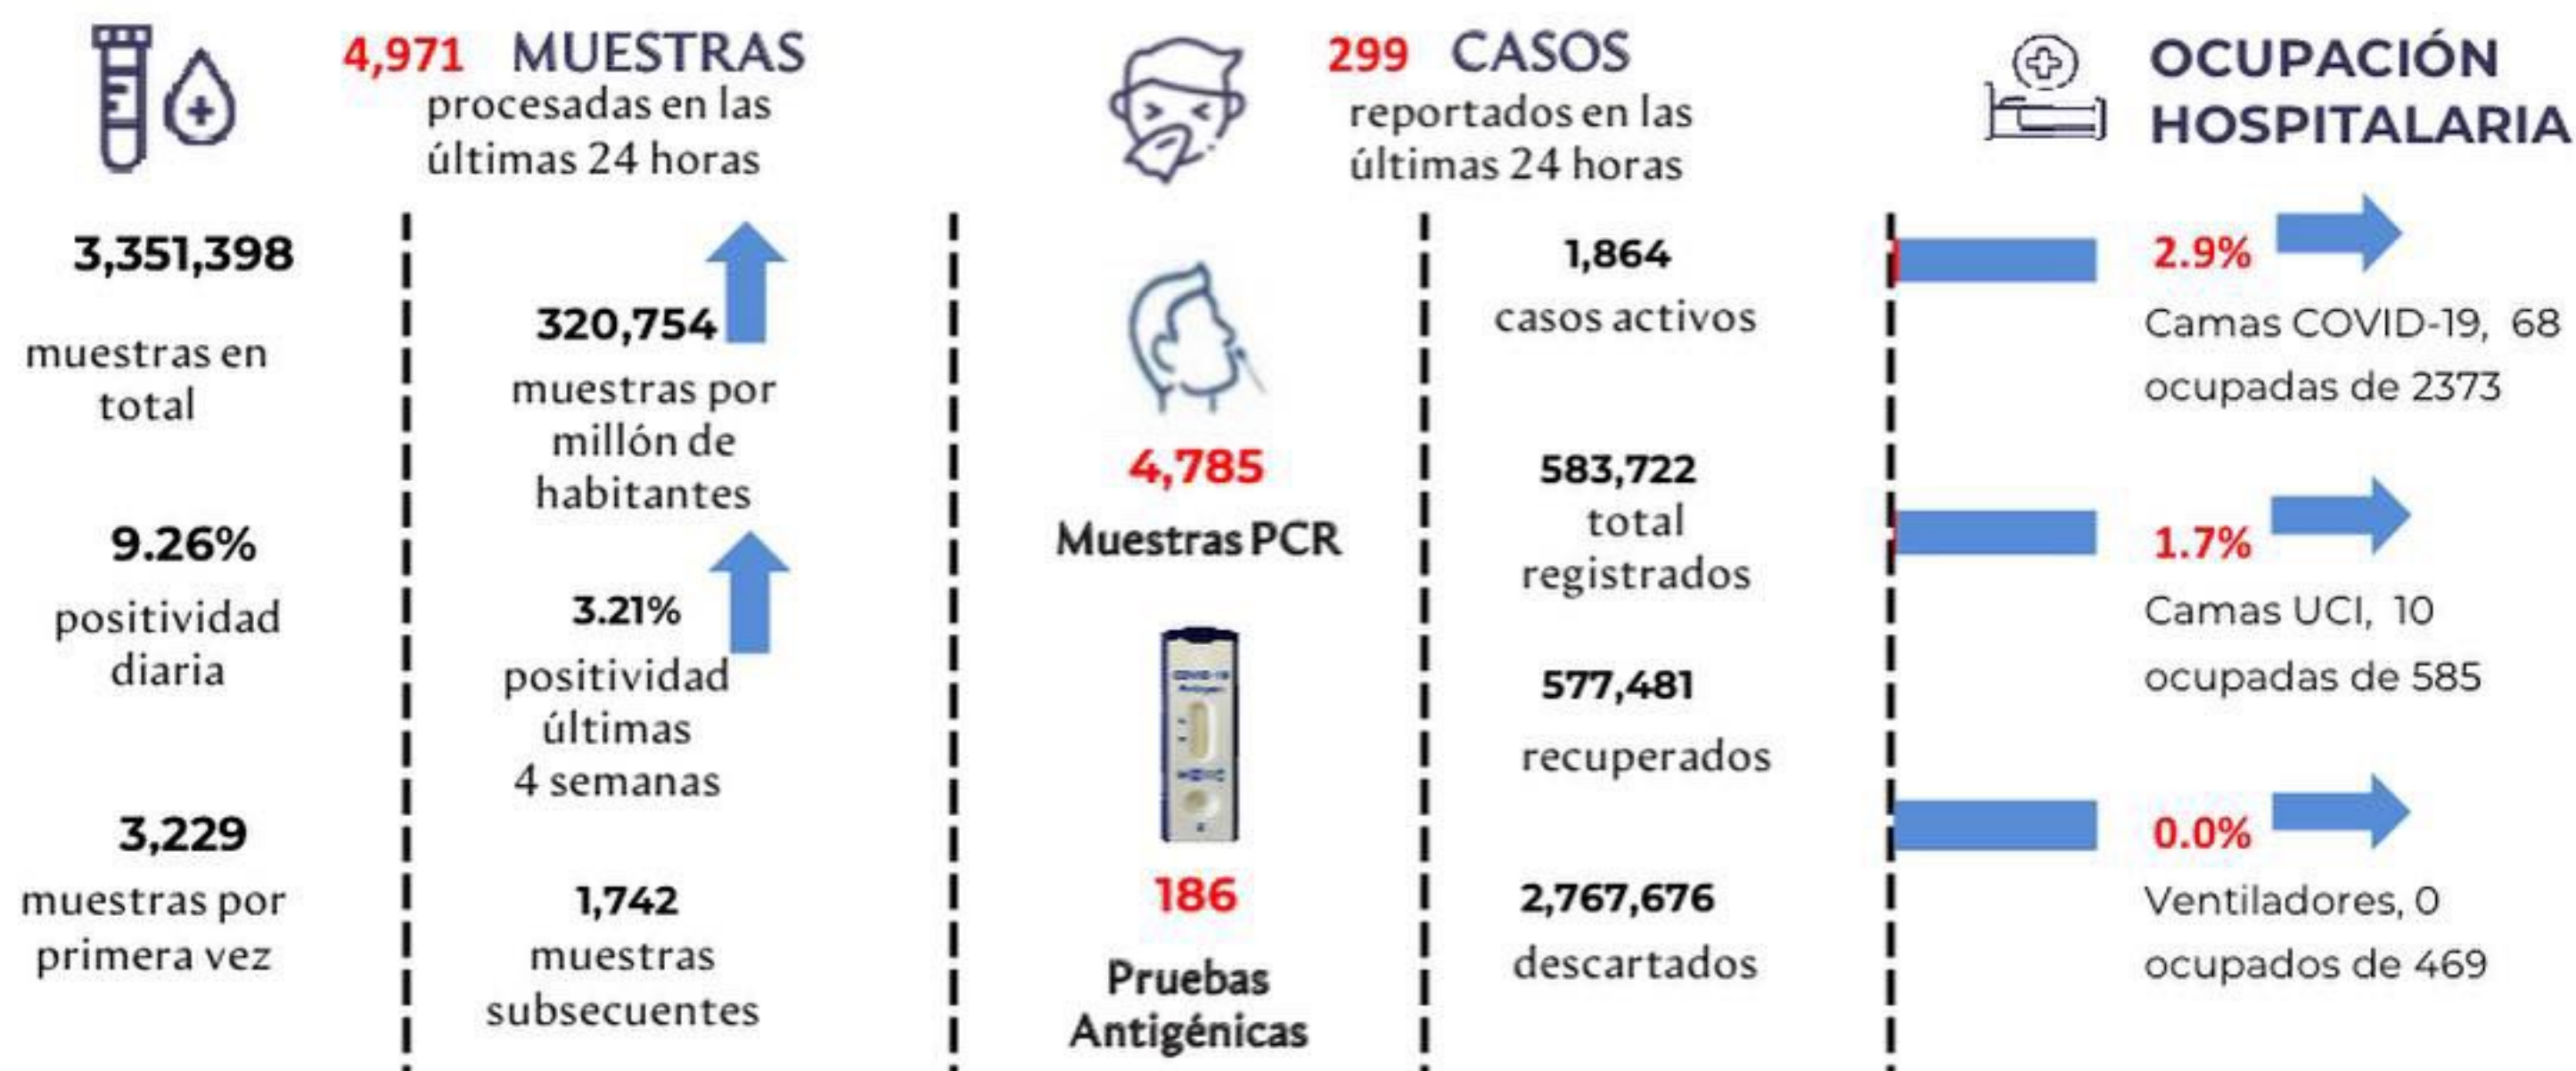 4,971 MUESTRAS
procesadas en las
últimas 24 horas
3,351,398
muestras en
total
9.26%
positividad
diaria
3,229
muestras por
primera vez
320,754
muestras por
millón de
habitantes
3.21%
positividad
últimas
4 semanas
1,742
muestras
subsecuentes
299 CASOS
reportados en las
últimas 24 horas
4,785
Muestras PCR
COVID-19
186
Pruebas
Antigénicas
1,864
casos activos
583,722
total
registrados
577,481
recuperados
2,767,676
descartados
OCUPACIÓN
HOSPITALARIA
2.9%
Camas COVID-19, 68
ocupadas de 2373
1.7%
Camas UCI, 10
ocupadas de 585
0.0%
Ventiladores, 0
ocupados de 469